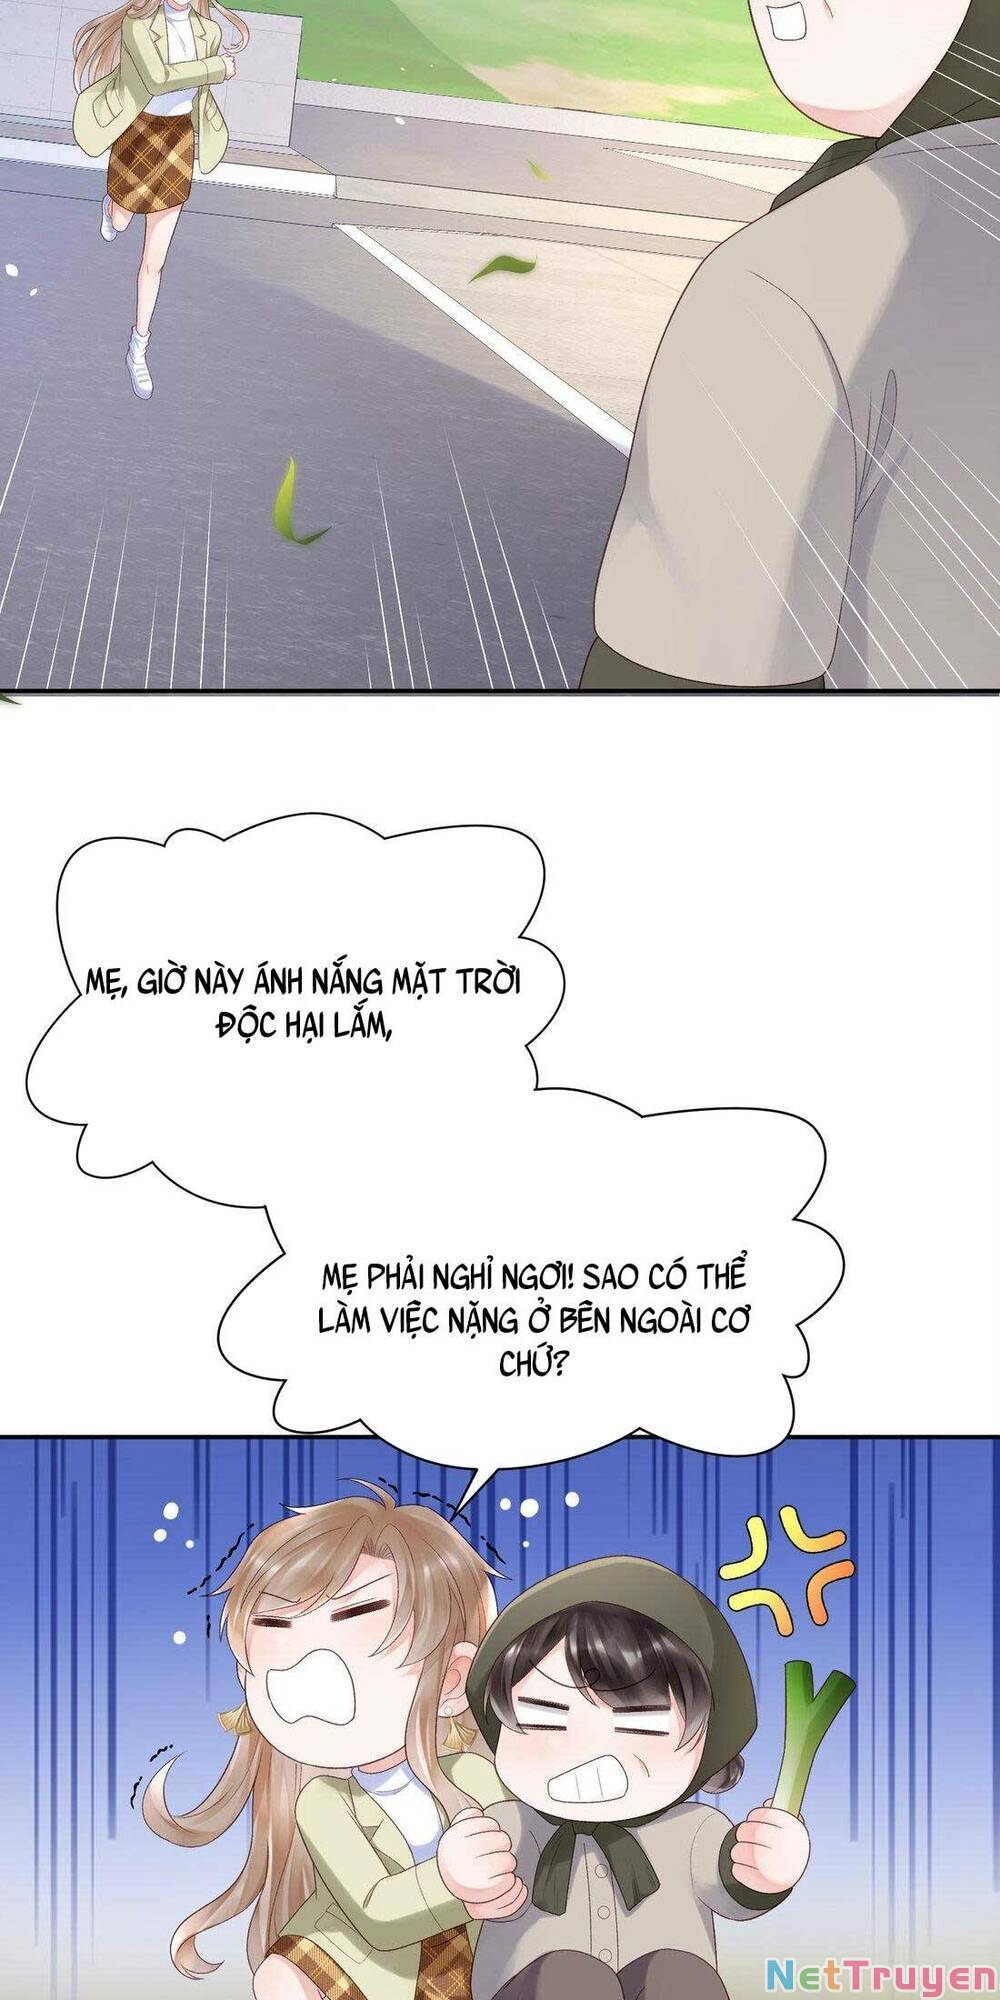 MẸ, GIỜ NÀY ÁNH NẮNG MẶT TRỜI
ĐỘC HẠI LẮM,
MẸ PHẢI NGHỈ NGƠI! SAO CÓ THỂ
LÀM VIỆC NẶNG Ở BÊN NGOÀI CƠ
CHỨ?
NetTruyen